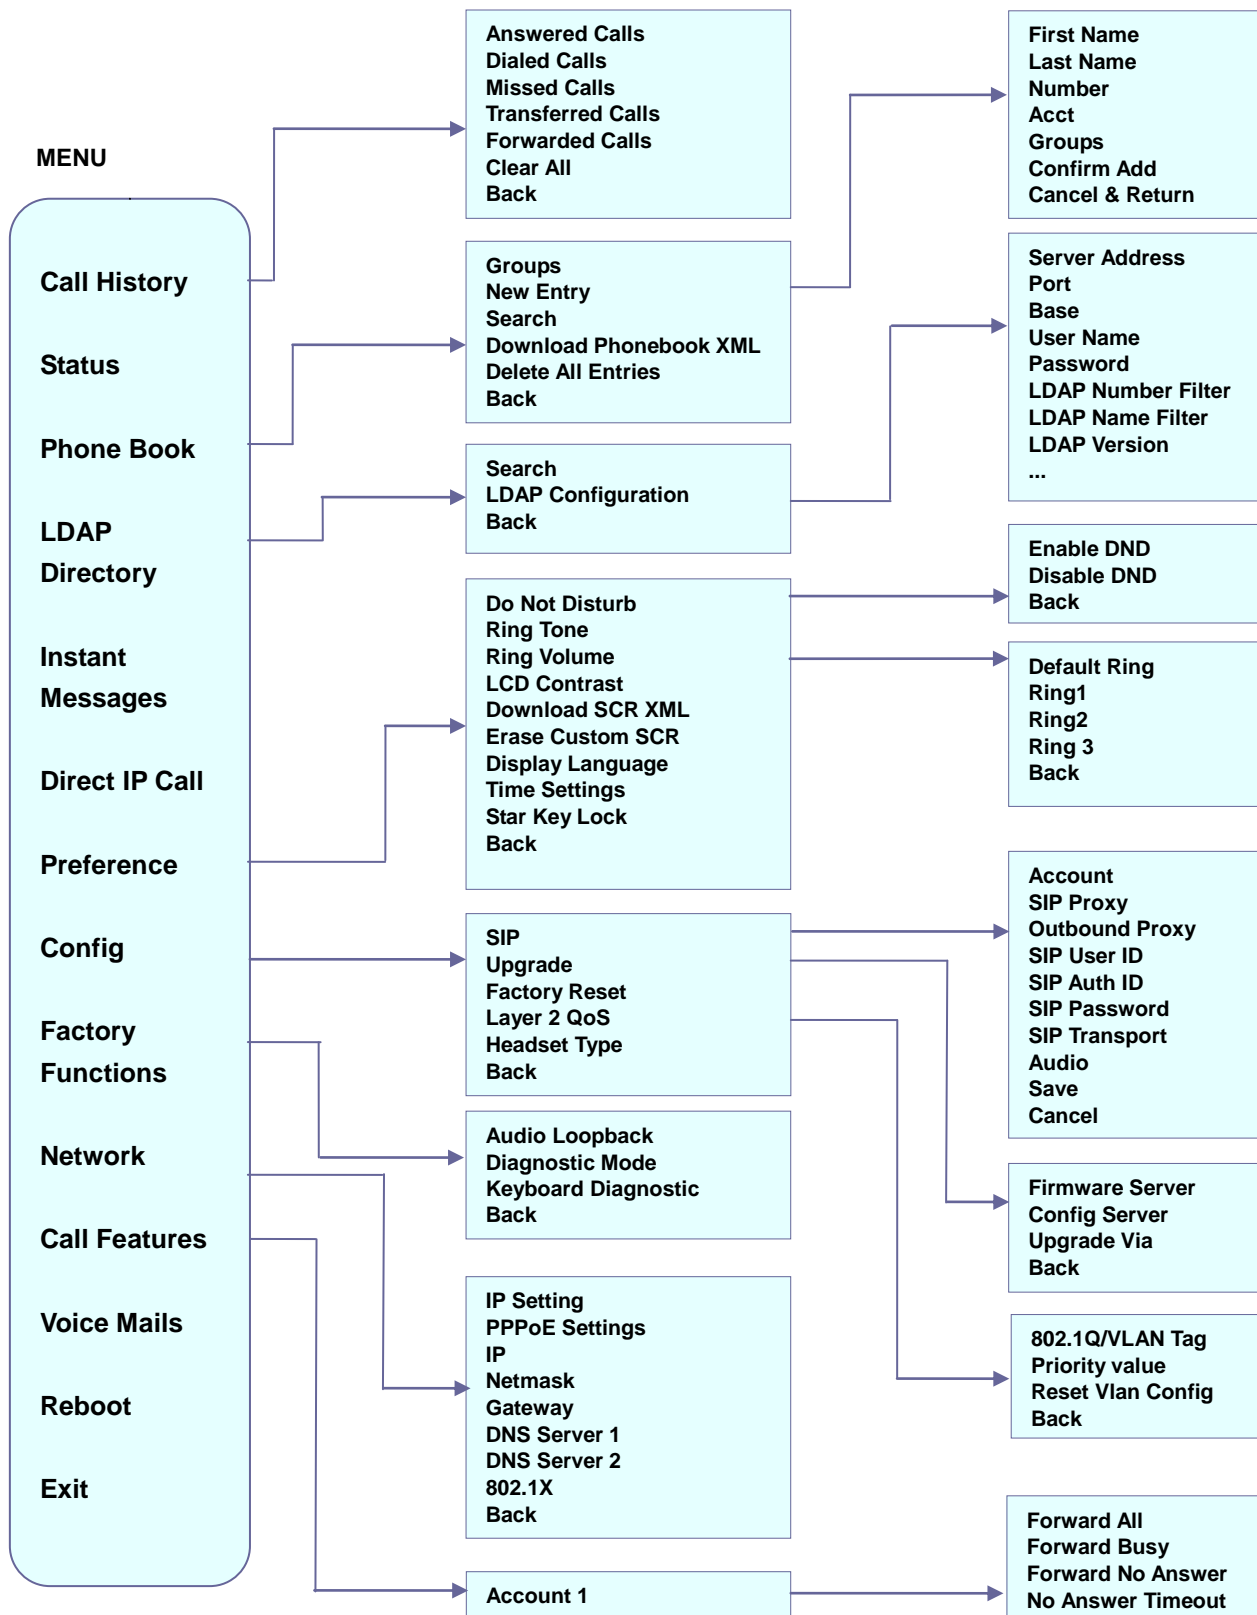 MENU
Call History
Status
Phone Book
LDAP
Directory
Instant
Messages
Direct IP Call
Preference
Config
Factory
Functions
Network
Call Features
Voice Mails
Reboot
Exit
Answered Calls
Dialed Calls
Missed Calls
Transferred Calls
Forwarded Calls
Clear All
Back
Groups
New Entry
Search
Download Phonebook XML
Delete All Entries
Back
Search
LDAP Configuration
Back
Do Not Disturb
Ring Tone
Ring Volume
LCD Contrast
Download SCR XML
Erase Custom SCR
Display Language
Time Settings
Star Key Lock
Back
SIP
Upgrade
Factory Reset
Layer 2 QoS
Headset Type
Back
Audio Loopback
Diagnostic Mode
Keyboard Diagnostic
Back
IP Setting
PPPoE Settings
IP
Netmask
Gateway
DNS Server 1
DNS Server 2
802.1X
Back
Account 1
First Name
Last Name
Number
Acct
Groups
Confirm Add
Cancel & Return
Server Address
Port
Base
User Name
Password
LDAP Number Filter
LDAP Name Filter
LDAP Version
...
Enable DND
Disable DND
Back
Default Ring
Ring1
Ring2
Ring 3
Back
Account
SIP Proxy
Outbound Proxy
SIP User ID
SIP Auth ID
SIP Password
SIP Transport
Audio
Save
Cancel
Firmware Server
Config Server
Upgrade Via
Back
802.1Q/VLAN Tag
Priority value
Reset Vlan Config
Back
Forward All
Forward Busy
Forward No Answer
No Answer Timeout